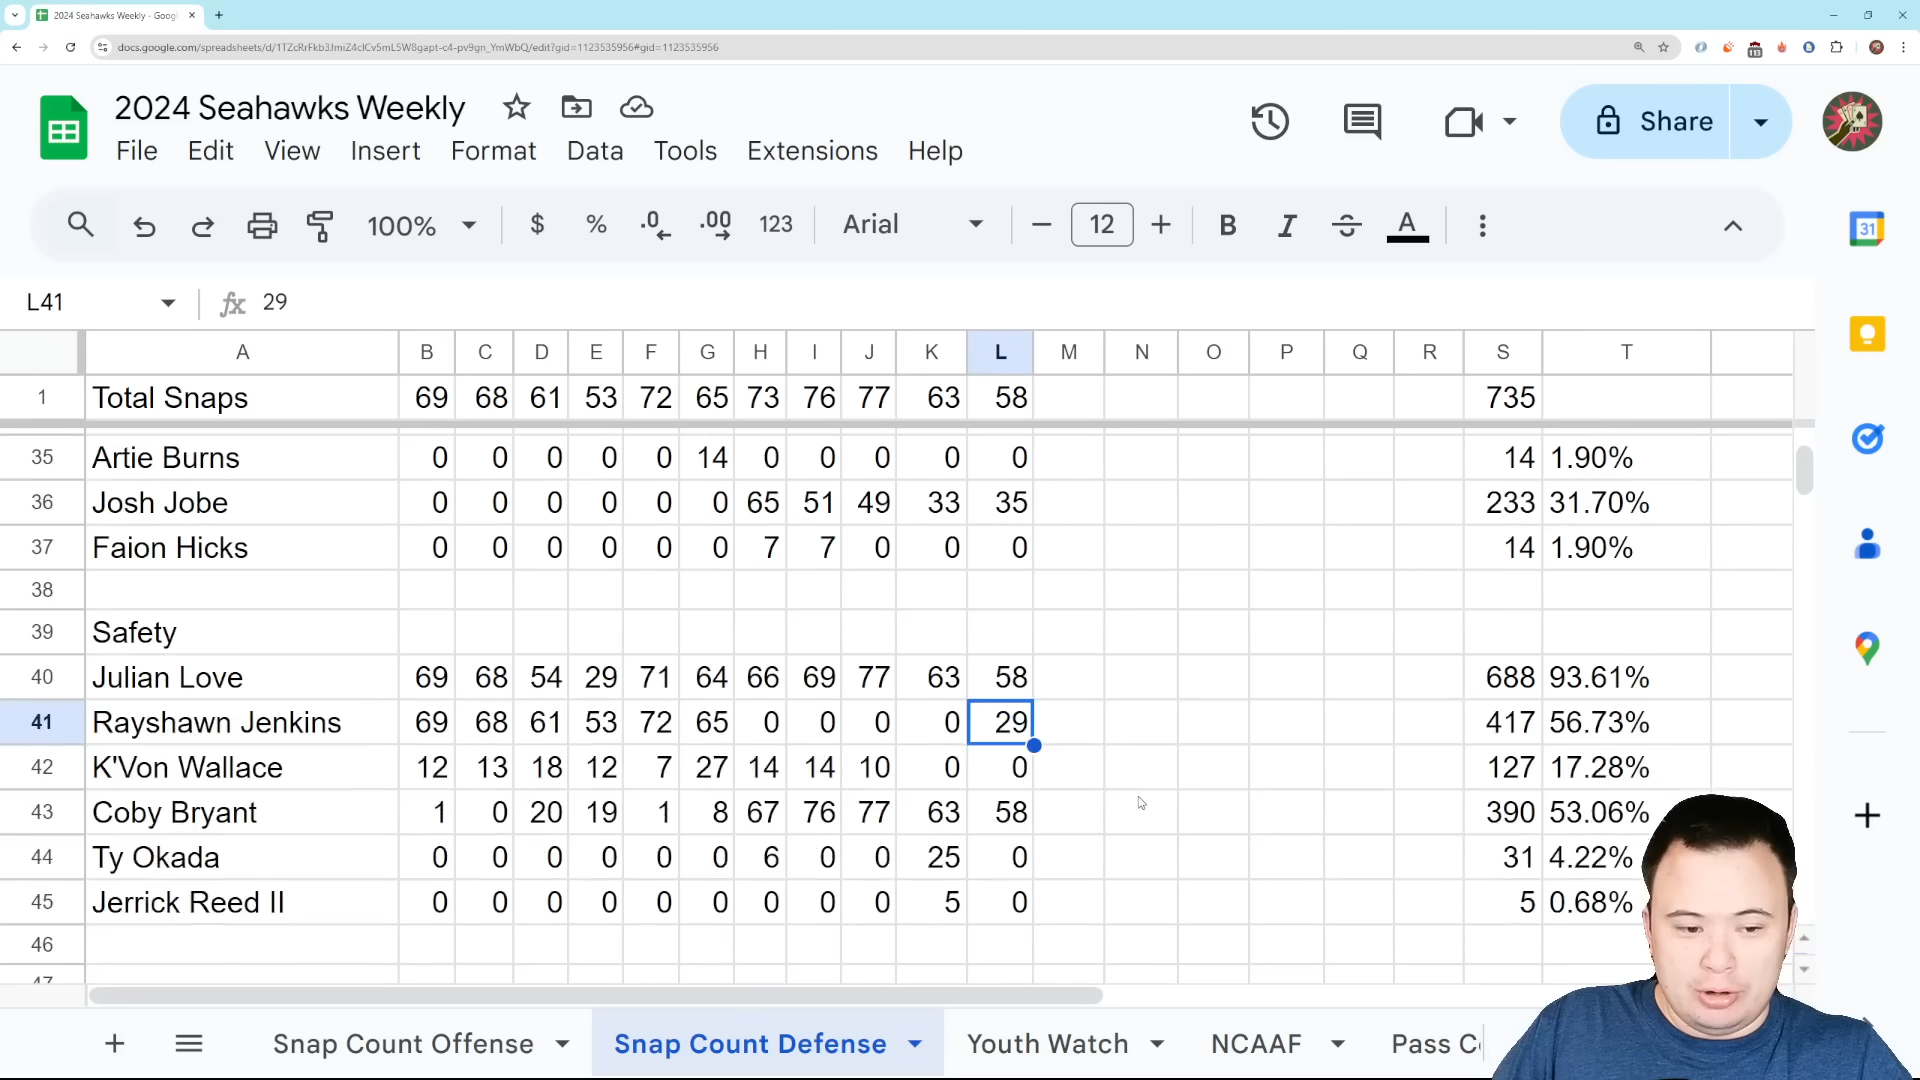 2024 Seahawks Weekly - Goog
docs.google.com/spreadsheets/d/1TZcRrFkb3JmiZ4clCv5mL5W8gapt-c4-pv9gn_YmWbQ/edit?gid=1123535956#gid=1123535956
113
2024 Seahawks Weekly
Share
File Edit View Insert Format Data Tools Extensions Help
100% $ % .0 .00 123 Arial 12 B I S A
31
L41 fx 29
A B C D E F G H I J K L M N O P Q R S T
1 Total Snaps 69 68 61 53 72 65 73 76 77 63 58 735
35 Artie Burns 0 0 0 0 0 14 0 0 0 0 0 14 1.90%
36 Josh Jobe 0 0 0 0 0 0 65 51 49 33 35 233 31.70%
37 Faion Hicks 0 0 0 0 0 0 7 7 0 0 0 14 1.90%
38
39 Safety
40 Julian Love 69 68 54 29 71 64 66 69 77 63 58 688 93.61%
41 Rayshawn Jenkins 69 68 61 53 72 65 0 0 0 0 29 417 56.73%
42 K'Von Wallace 12 13 18 12 7 27 14 14 10 0 0 127 17.28%
43 Coby Bryant 1 0 20 19 1 8 67 76 77 63 58 390 53.06%
44 Ty Okada 0 0 0 0 0 0 6 0 0 25 0 31 4.22%
45 Jerrick Reed II 0 0 0 0 0 0 0 0 0 5 0 5 0.68%
46
47
Snap Count Offense Snap Count Defense Youth Watch NCAAF Pass C